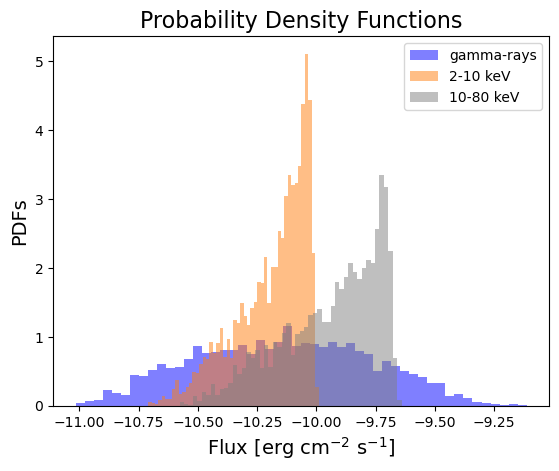 Probability Density Functions
gamma-rays
2-10 keV
10-80 keV
PDFs
5
4
3
2
1
0
−11.00 −10.75 −10.50 −10.25 −10.00 −9.75 −9.50 −9.25
Flux [erg cm⁻² s⁻¹]